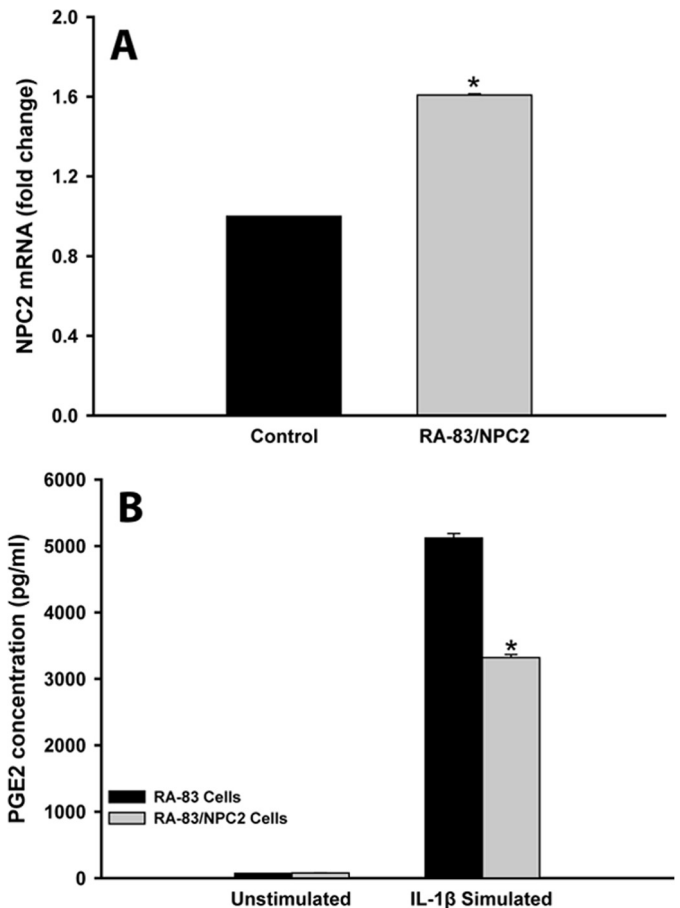 A
NPC2 mRNA (fold change)
2.0
1.6
1.2
0.8
0.4
0.0
*
Control RA-83/NPC2
B
PGE2 concentration (pg/ml)
6000
5000
4000
3000
2000
1000
0
*
RA-83 Cells
RA-83/NPC2 Cells
Unstimulated IL-1β Simulated